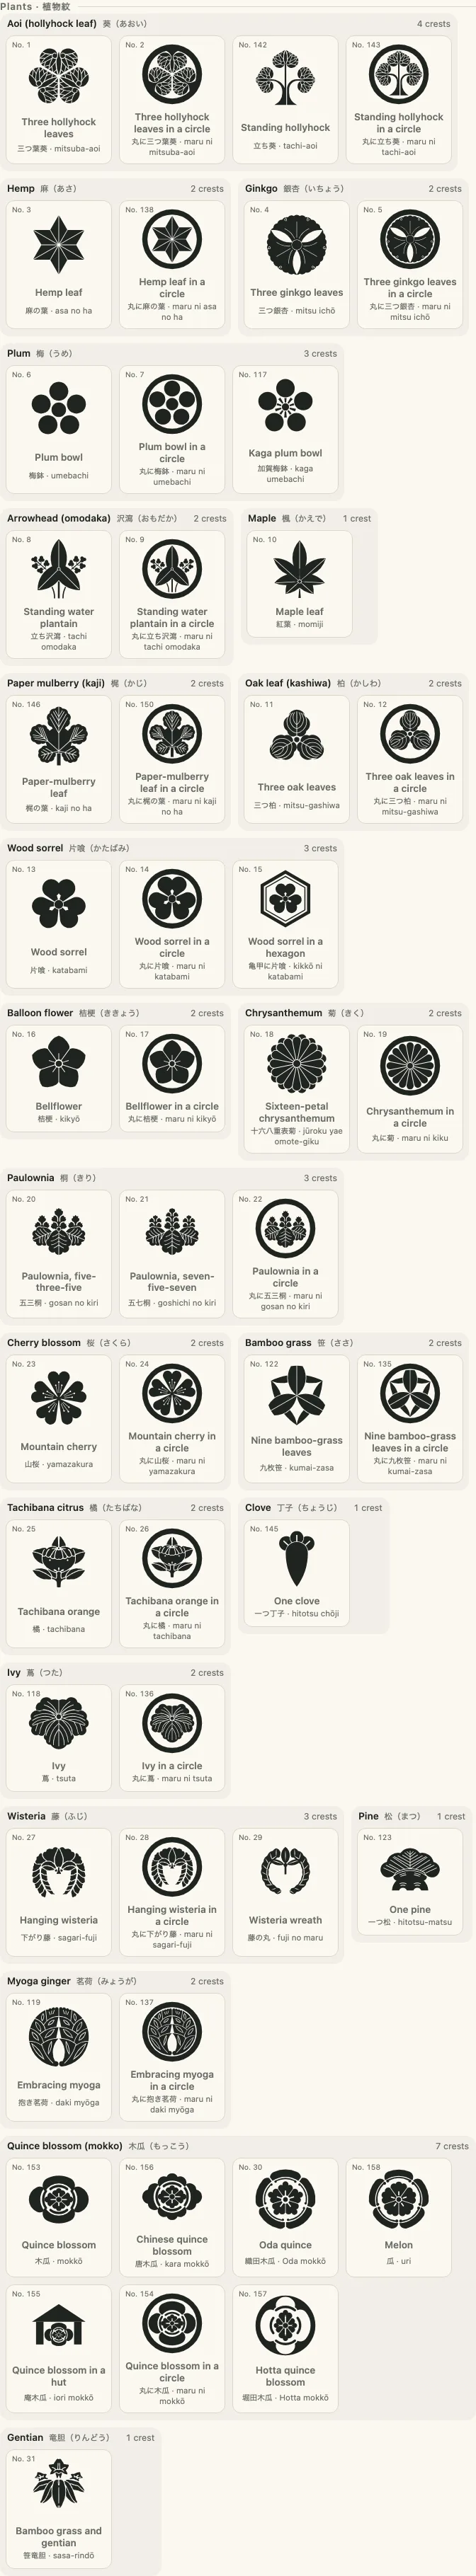 Plants · 植物紋
Aoi (hollyhock leaf) 葵（あおい） 4 crests
No. 1
Three hollyhock
leaves
三つ葉葵 · mitsuba-aoi
No. 2
Three hollyhock
leaves in a circle
丸に三つ葉葵 · maru ni
mitsuba-aoi
No. 142
Standing hollyhock
立ち葵 · tachi-aoi
No. 143
Standing hollyhock
in a circle
丸に立ち葵 · maru ni
tachi-aoi
Hemp 麻（あさ） 2 crests
No. 3
Hemp leaf
麻の葉 · asa no ha
No. 138
Hemp leaf in a
circle
丸に麻の葉 · maru ni asa
no ha
Ginkgo 銀杏（いちょう） 2 crests
No. 4
Three ginkgo leaves
三つ銀杏 · mitsu ichō
No. 5
Three ginkgo leaves
in a circle
丸に三つ銀杏 · maru ni
mitsu ichō
Plum 梅（うめ） 3 crests
No. 6
Plum bowl
梅鉢 · umebachi
No. 7
Plum bowl in a
circle
丸に梅鉢 · maru ni
umebachi
No. 117
Kaga plum bowl
加賀梅鉢 · kaga
umebachi
Arrowhead (omodaka) 沢瀉（おもだか） 2 crests
No. 8
Standing water
plantain
立ち沢瀉 · tachi
omodaka
No. 9
Standing water
plantain in a circle
丸に立ち沢瀉 · maru ni
tachi omodaka
Maple 楓（かえで） 1 crest
No. 10
Maple leaf
紅葉 · momiji
Paper mulberry (kaji) 梶（かじ） 2 crests
No. 146
Paper-mulberry
leaf
梶の葉 · kaji no ha
No. 150
Paper-mulberry
leaf in a circle
丸に梶の葉 · maru ni kaji
no ha
Oak leaf (kashiwa) 柏（かしわ） 2 crests
No. 11
Three oak leaves
三つ柏 · mitsu-gashiwa
No. 12
Three oak leaves in
a circle
丸に三つ柏 · maru ni
mitsu-gashiwa
Wood sorrel 片喰（かたばみ） 3 crests
No. 13
Wood sorrel
片喰 · katabami
No. 14
Wood sorrel in a
circle
丸に片喰 · maru ni
katabami
No. 15
Wood sorrel in a
hexagon
亀甲に片喰 · kikkō ni
katabami
Balloon flower 桔梗（ききょう） 2 crests
No. 16
Bellflower
桔梗 · kikyō
No. 17
Bellflower in a circle
丸に桔梗 · maru ni kikyō
Chrysanthemum 菊（きく） 2 crests
No. 18
Sixteen-petal
chrysanthemum
十六八重表菊 · jūroku yae
omote-giku
No. 19
Chrysanthemum in
a circle
丸に菊 · maru ni kiku
Paulownia 桐（きり） 3 crests
No. 20
Paulownia, five-
three-five
五三桐 · gosan no kiri
No. 21
Paulownia, seven-
five-seven
五七桐 · goshichi no kiri
No. 22
Paulownia in a
circle
丸に五三桐 · maru ni
gosan no kiri
Cherry blossom 桜（さくら） 2 crests
No. 23
Mountain cherry
山桜 · yamazakura
No. 24
Mountain cherry in
a circle
丸に山桜 · maru ni
yamazakura
Bamboo grass 笹（ささ） 2 crests
No. 122
Nine bamboo-grass
leaves
九枚笹 · kumai-zasa
No. 135
Nine bamboo-grass
leaves in a circle
丸に九枚笹 · maru ni
kumai-zasa
Tachibana citrus 橘（たちばな） 2 crests
No. 25
Tachibana orange
橘 · tachibana
No. 26
Tachibana orange in
a circle
丸に橘 · maru ni
tachibana
Clove 丁子（ちょうじ） 1 crest
No. 145
One clove
一つ丁子 · hitotsu chōji
Ivy 蔦（つた） 2 crests
No. 118
Ivy
蔦 · tsuta
No. 136
Ivy in a circle
丸に蔦 · maru ni tsuta
Wisteria 藤（ふじ） 3 crests
No. 27
Hanging wisteria
下がり藤 · sagari-fuji
No. 28
Hanging wisteria in
a circle
丸に下がり藤 · maru ni
sagari-fuji
No. 29
Wisteria wreath
藤の丸 · fuji no maru
Pine 松（まつ） 1 crest
No. 123
One pine
一つ松 · hitotsu-matsu
Myoga ginger 茗荷（みょうが） 2 crests
No. 119
Embracing myoga
抱き茗荷 · daki myōga
No. 137
Embracing myoga
in a circle
丸に抱き茗荷 · maru ni
daki myōga
Quince blossom (mokko) 木瓜（もっこう） 7 crests
No. 153
Quince blossom
木瓜 · mokkō
No. 156
Chinese quince
blossom
唐木瓜 · kara mokkō
No. 30
Oda quince
織田木瓜 · Oda mokkō
No. 158
Melon
瓜 · uri
No. 155
Quince blossom in a
hut
庵木瓜 · iori mokkō
No. 154
Quince blossom in a
circle
丸に木瓜 · maru ni
mokkō
No. 157
Hotta quince
blossom
堀田木瓜 · Hotta mokkō
Gentian 竜胆（りんどう） 1 crest
No. 31
Bamboo grass and
gentian
笹竜胆 · sasa-rindō